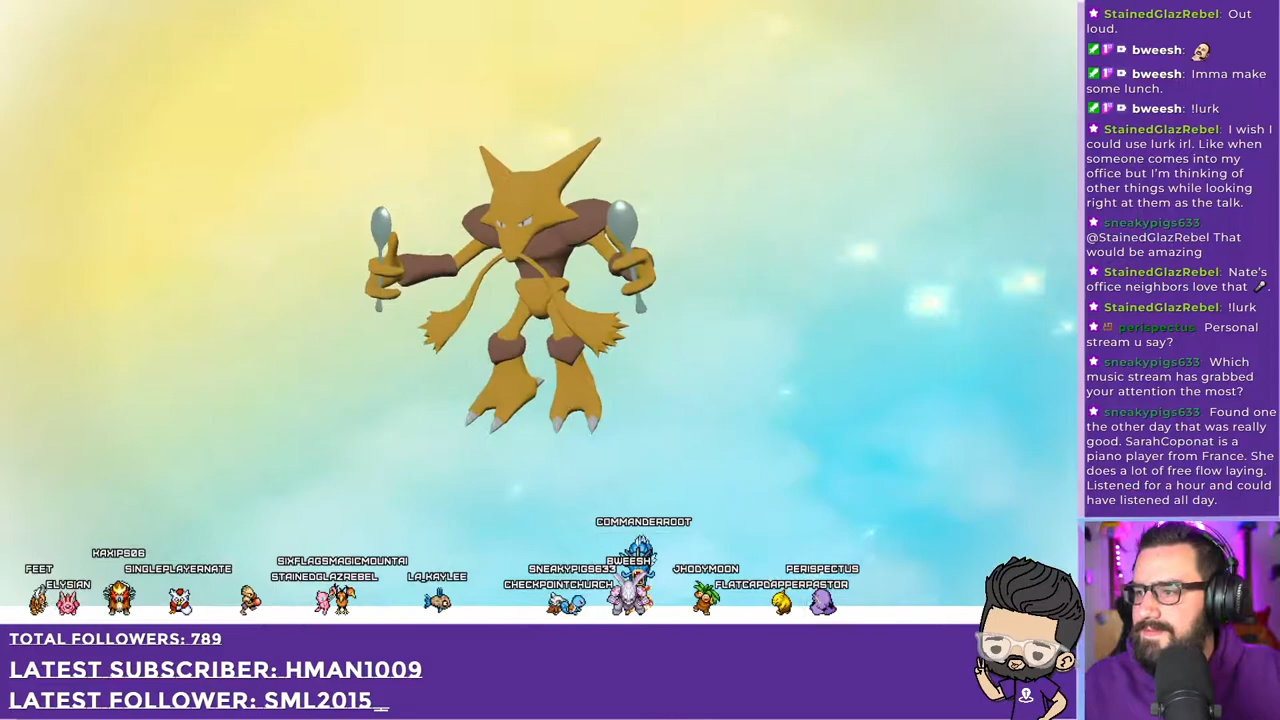 StainedGlazRebel: Out
loud.
bweesh:
bweesh: Imma make
some lunch.
bweesh: !lurk
StainedGlazRebel: I wish I
could use lurk irl. Like when
someone comes into my
office but I'm thinking of
other things while looking
right at them as the talk.
sneakypigs633:
@StainedGlazRebel That
would be amazing
StainedGlazRebel: Nate's
office neighbors love that 🎤.
StainedGlazRebel: !lurk
perispectus: Personal
stream u say?
sneakypigs633: Which
music stream has grabbed
your attention the most?
sneakypigs633: Found one
the other day that was really
good. SarahCoponat is a
piano player from France. She
does a lot of free flow laying.
Listened for a hour and could
have listened all day.
COMMANDERROOT
KAXIPS06
SIXFLAGSMAGICMOUNTAI
BWEESH
FEET
SINGLEPLAYERNATE
SNEAKYPIGS633
JHODYMOON
PERISPECTUS
ELYSIAN
STAINEDGLAZREBEL
LA_KAYLEE
CHECKPOINTCHURCH
FLATCAPDAPPERPASTOR
TOTAL FOLLOWERS: 789
LATEST SUBSCRIBER: HMAN1009
LATEST FOLLOWER: SML2015_